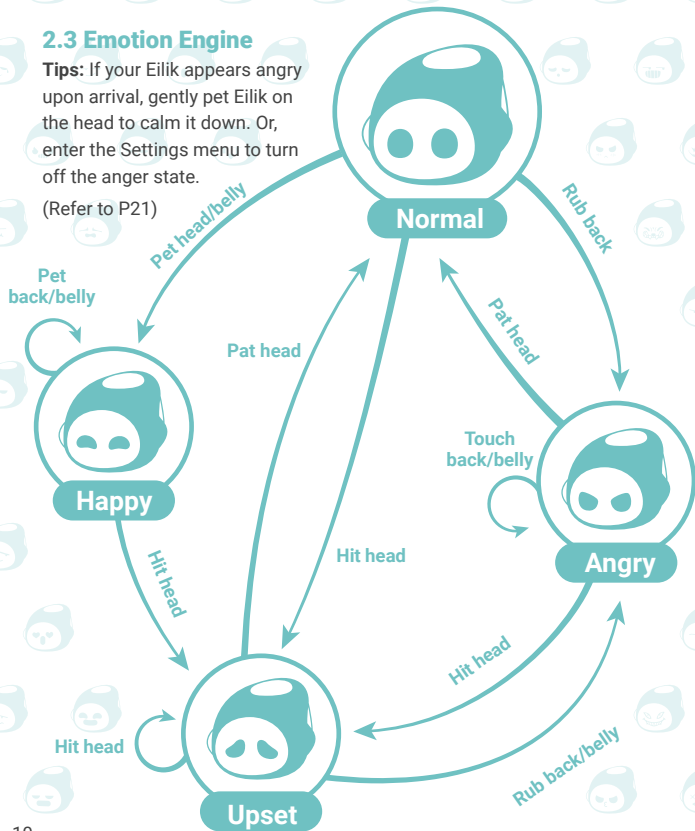 2.3 Emotion Engine
Tips: If your Eilik appears angry
upon arrival, gently pet Eilik on
the head to calm it down. Or,
enter the Settings menu to turn
off the anger state.
(Refer to P21)
Normal
Pet head/belly
Rub back
Pet
back/belly
Pat head
Pat head
Happy
Touch
back/belly
Hit head
Hit head
Angry
Hit head
Hit head
Rub back/belly
Upset